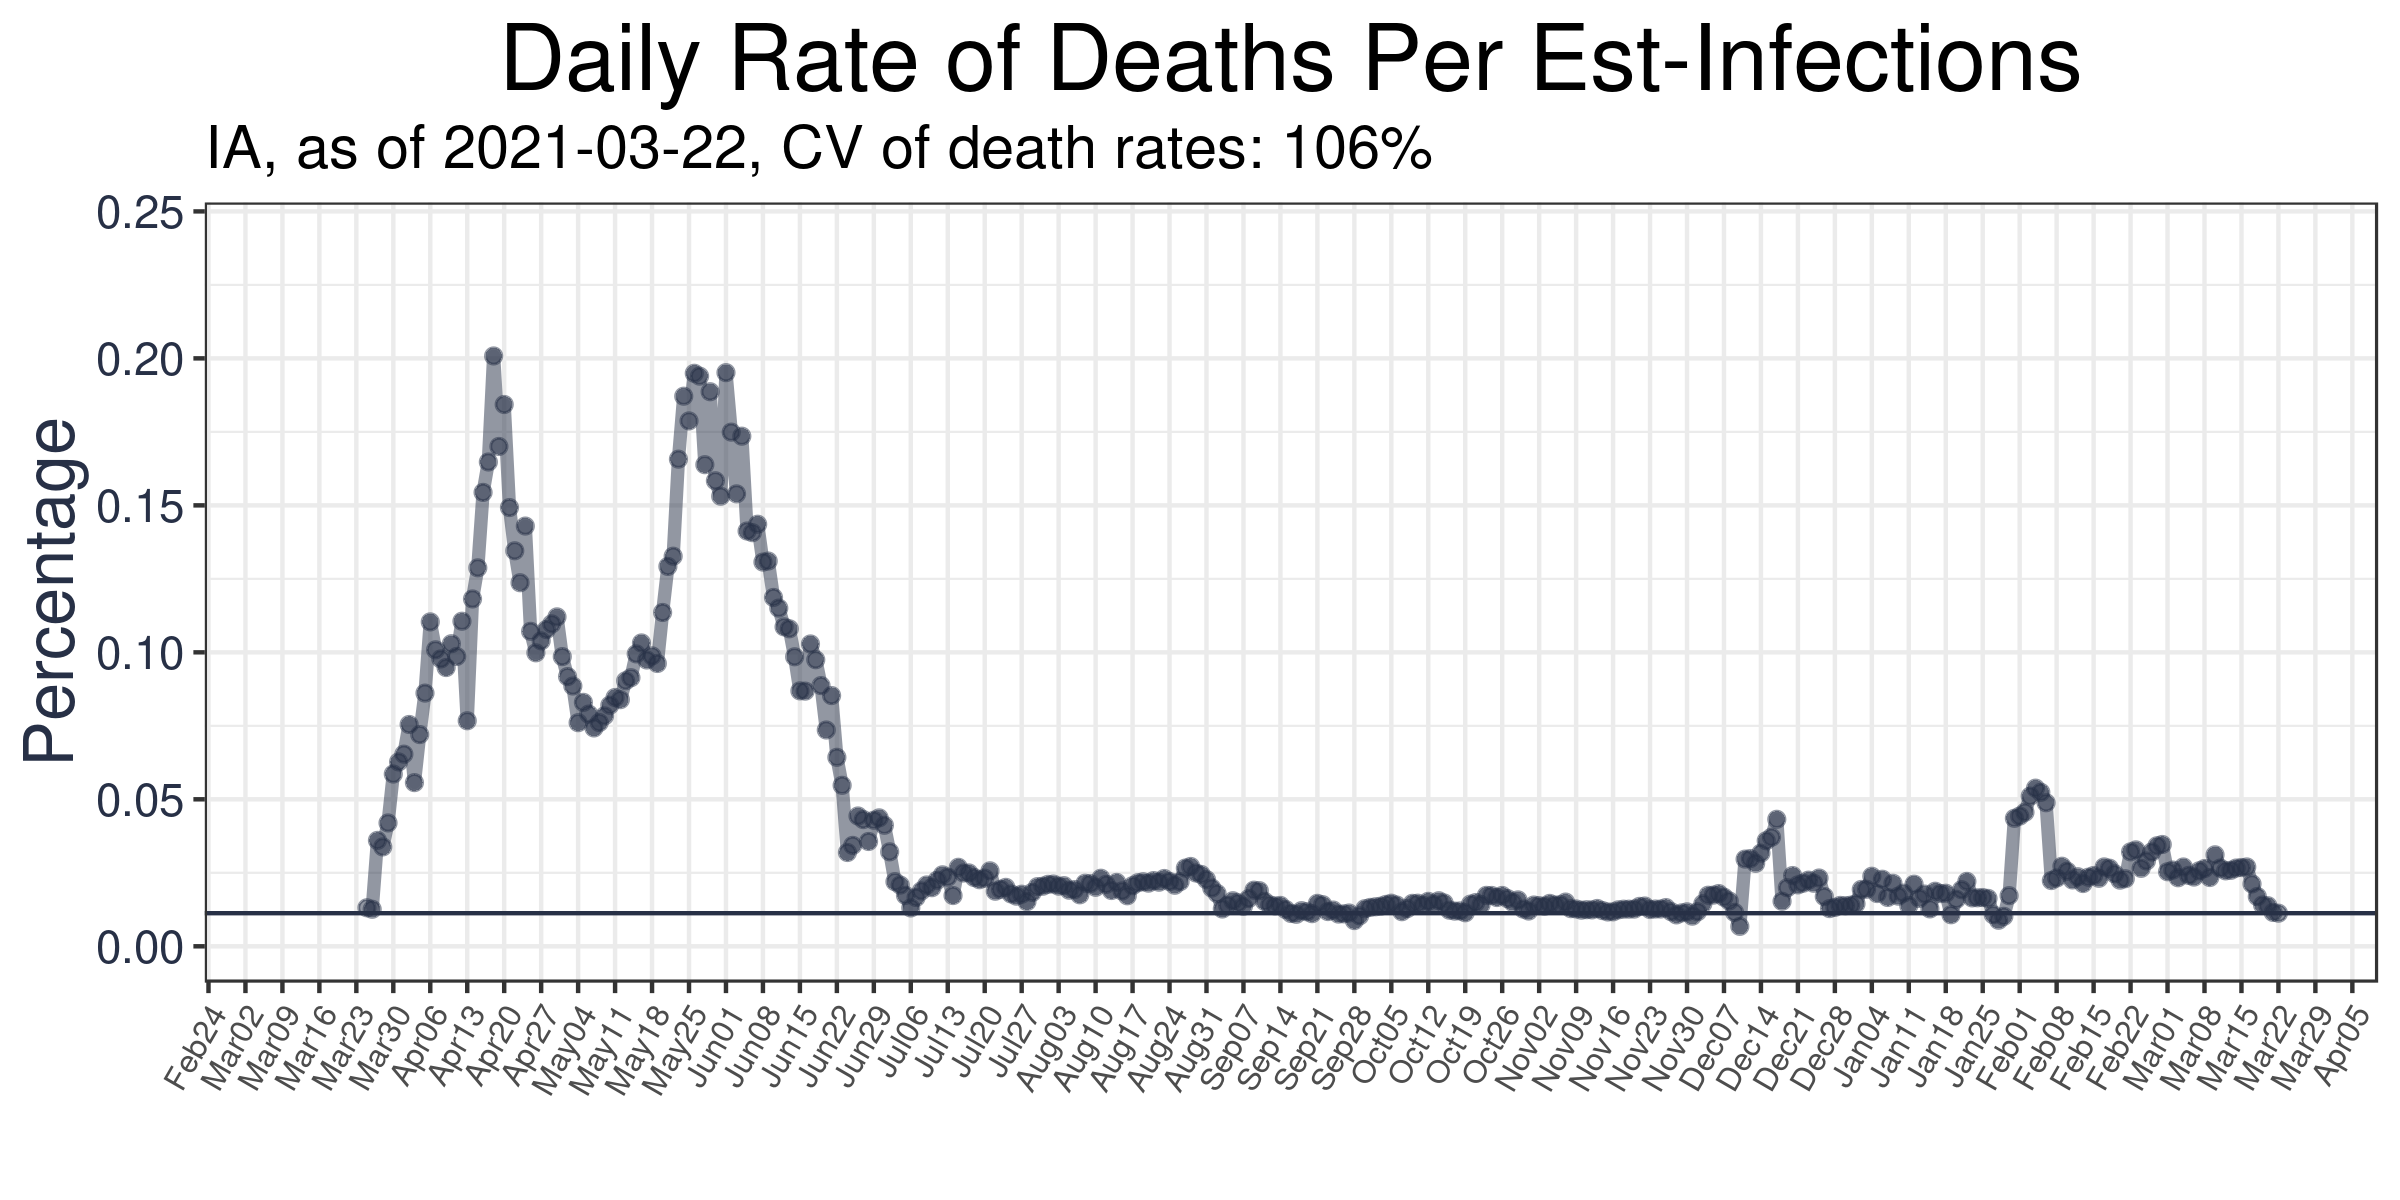 Daily Rate of Deaths Per Est-Infections
IA, as of 2021-03-22, CV of death rates: 106%
Percentage
0.25
0.20
0.15
0.10
0.05
0.00
Feb24
Mar02
Mar09
Mar16
Mar23
Mar30
Apr06
Apr13
Apr20
Apr27
May04
May11
May18
May25
Jun01
Jun08
Jun15
Jun22
Jun29
Jul06
Jul13
Jul20
Jul27
Aug03
Aug10
Aug17
Aug24
Aug31
Sep07
Sep14
Sep21
Sep28
Oct05
Oct12
Oct19
Oct26
Nov02
Nov09
Nov16
Nov23
Nov30
Dec07
Dec14
Dec21
Dec28
Jan04
Jan11
Jan18
Jan25
Feb01
Feb08
Feb15
Feb22
Mar01
Mar08
Mar15
Mar22
Mar29
Apr05